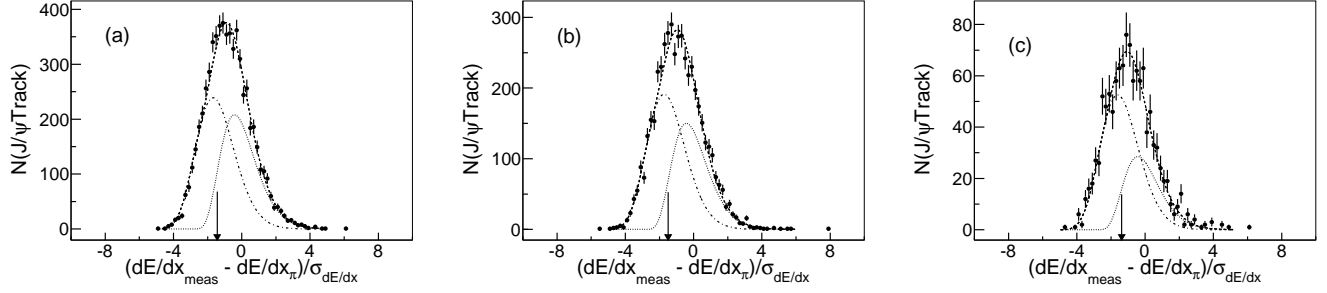 400
300
200
100
0
N(J/ψTrack)
(a)
-8 -4 0 4 8
(dE/dx_meas - dE/dx_π)/σ_dE/dx
300
200
100
0
N(J/ψTrack)
(b)
-8 -4 0 4 8
(dE/dx_meas - dE/dx_π)/σ_dE/dx
80
60
40
20
0
N(J/ψTrack)
(c)
-8 -4 0 4 8
(dE/dx_meas - dE/dx_π)/σ_dE/dx